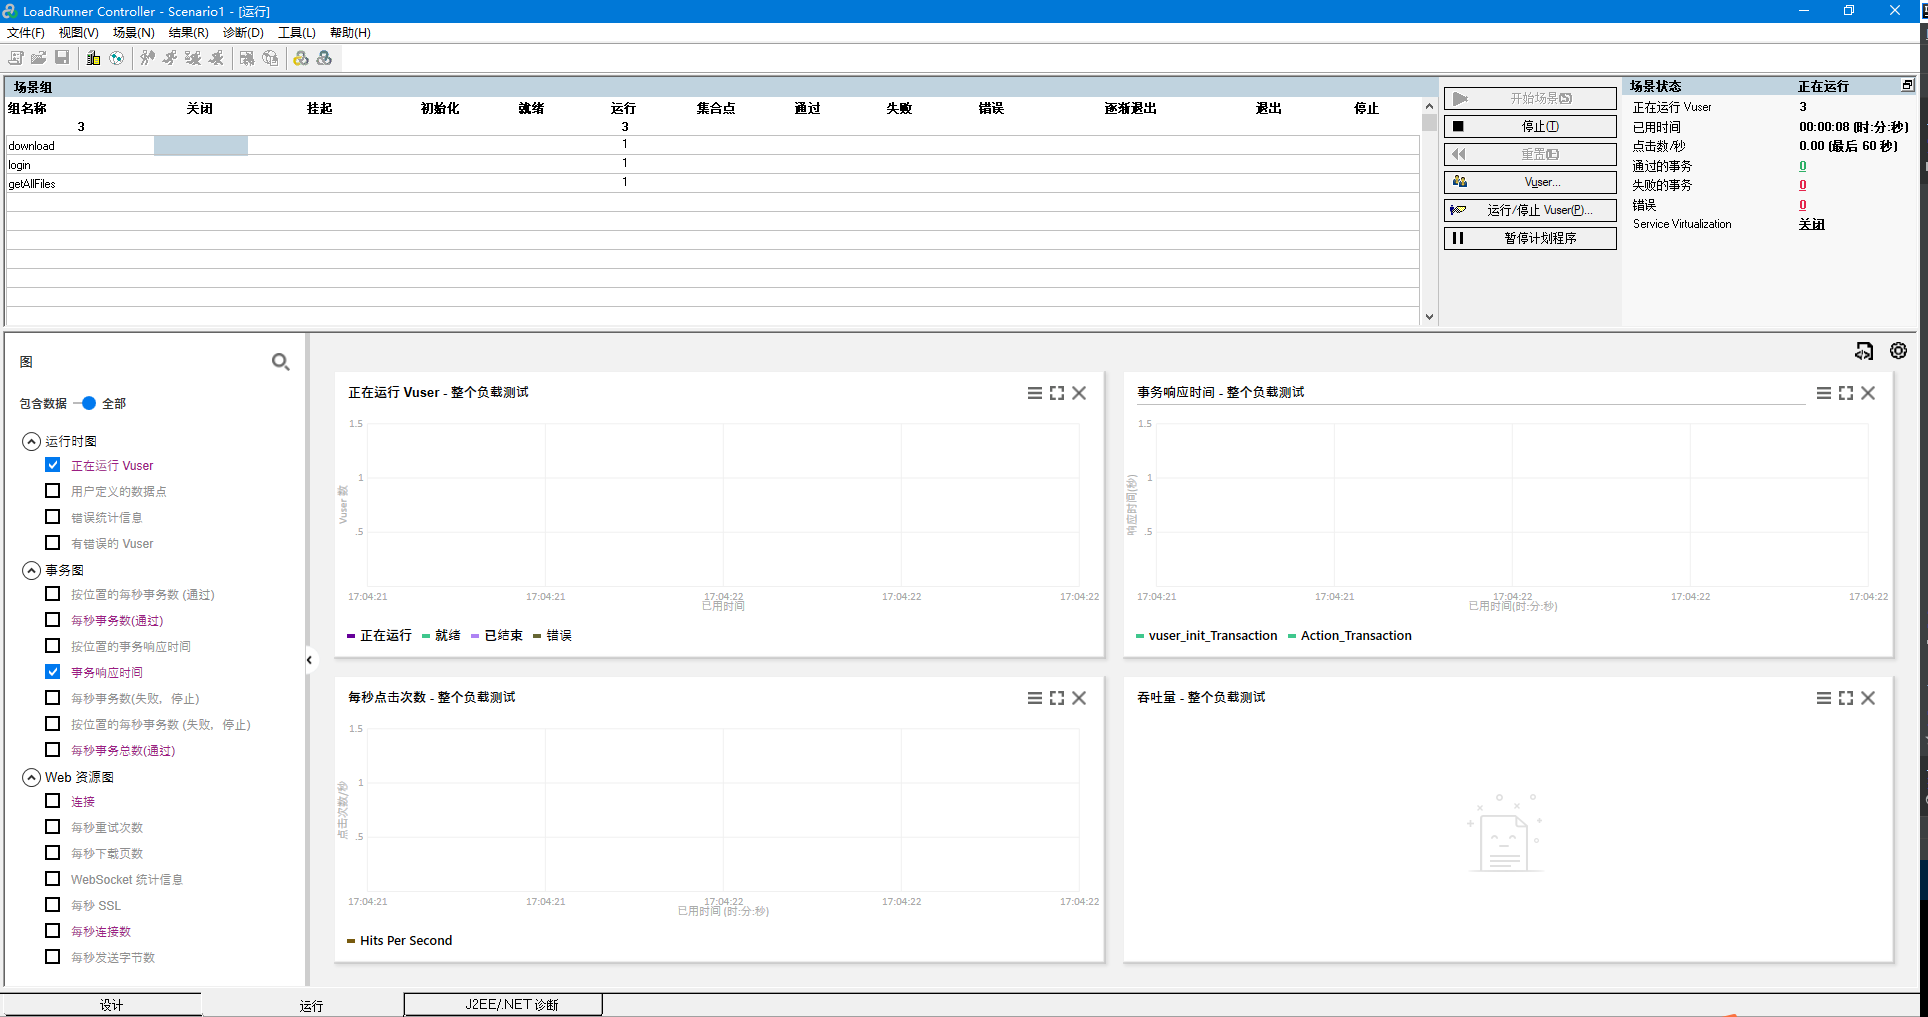 LoadRunner Controller - Scenario1 - [运行]
文件(F) 视图(V) 场景(N) 结果(R) 诊断(D) 工具(L) 帮助(H)
场景组
组名称 关闭 挂起 初始化 就绪 运行 集合点 通过 失败 错误 逐渐退出 退出 停止
3 3
download 1
login 1
getAllFiles 1
开始场景(S)
停止(T)
重置(E)
Vuser...
运行/停止 Vuser(P)...
暂停计划程序
场景状态 正在运行
正在运行 Vuser 3
已用时间 00:00:08 (时:分:秒)
点击数/秒 0.00 (最后 60 秒)
通过的事务 0
失败的事务 0
错误 0
Service Virtualization 关闭
图
包含数据 全部
运行时图
正在运行 Vuser
用户定义的数据点
错误统计信息
有错误的 Vuser
事务图
按位置的每秒事务数 (通过)
每秒事务数(通过)
按位置的事务响应时间
事务响应时间
每秒事务数(失败, 停止)
按位置的每秒事务数 (失败, 停止)
每秒事务总数(通过)
Web 资源图
连接
每秒重试次数
每秒下载页数
WebSocket 统计信息
每秒 SSL
每秒连接数
每秒发送字节数
正在运行 Vuser - 整个负载测试
1.5
1
.5
Vuser 数
17:04:21 17:04:21 17:04:22 17:04:22 17:04:22
已用时间
正在运行 就绪 已结束 错误
事务响应时间 - 整个负载测试
1.5
1
.5
响应时间(秒)
17:04:21 17:04:21 17:04:22 17:04:22 17:04:22
已用时间(时:分:秒)
vuser_init_Transaction Action_Transaction
每秒点击次数 - 整个负载测试
1.5
1
.5
点击次数/秒
17:04:21 17:04:21 17:04:22 17:04:22 17:04:22
已用时间 (时:分:秒)
Hits Per Second
吞吐量 - 整个负载测试
设计 运行 J2EE/.NET 诊断